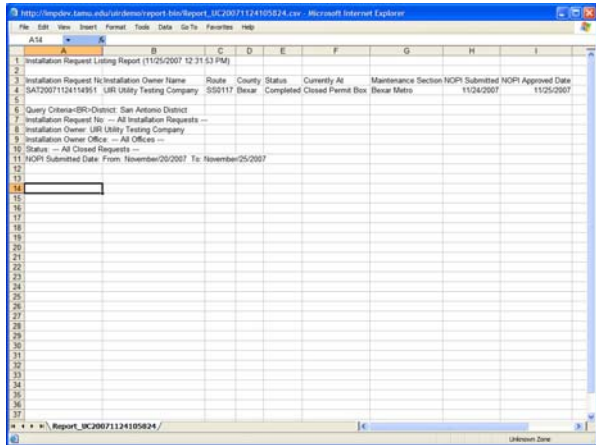 http://impdev.tamu.edu/uirdemo/report-bin/Report_UC20071124105824.csv - Microsoft Internet Explorer
File Edit View Insert Format Tools Data Go To Favorites Help
A14 fx
A B C D E F G H I
1 Installation Request Listing Report (11/25/2007 12:31:53 PM)
2
3 Installation Request No Installation Owner Name Route County Status Currently At Maintenance Section NOPI Submitted NOPI Approved Date
4 SAT20071124114951 UIR Utility Testing Company SS0117 Bexar Completed Closed Permit Box Bexar Metro 11/24/2007 11/25/2007
5
6 Query Criteria<BR>District: San Antonio District
7 Installation Request No: --- All Installation Requests ---
8 Installation Owner: UIR Utility Testing Company
9 Installation Owner Office: --- All Offices ---
10 Status: --- All Closed Requests ---
11 NOPI Submitted Date: From: November/20/2007 To: November/25/2007
12
13
14
15
16
17
18
19
20
21
22
23
24
25
26
27
28
29
30
31
32
33
34
35
36
37
Report_UC20071124105824
Unknown Zone